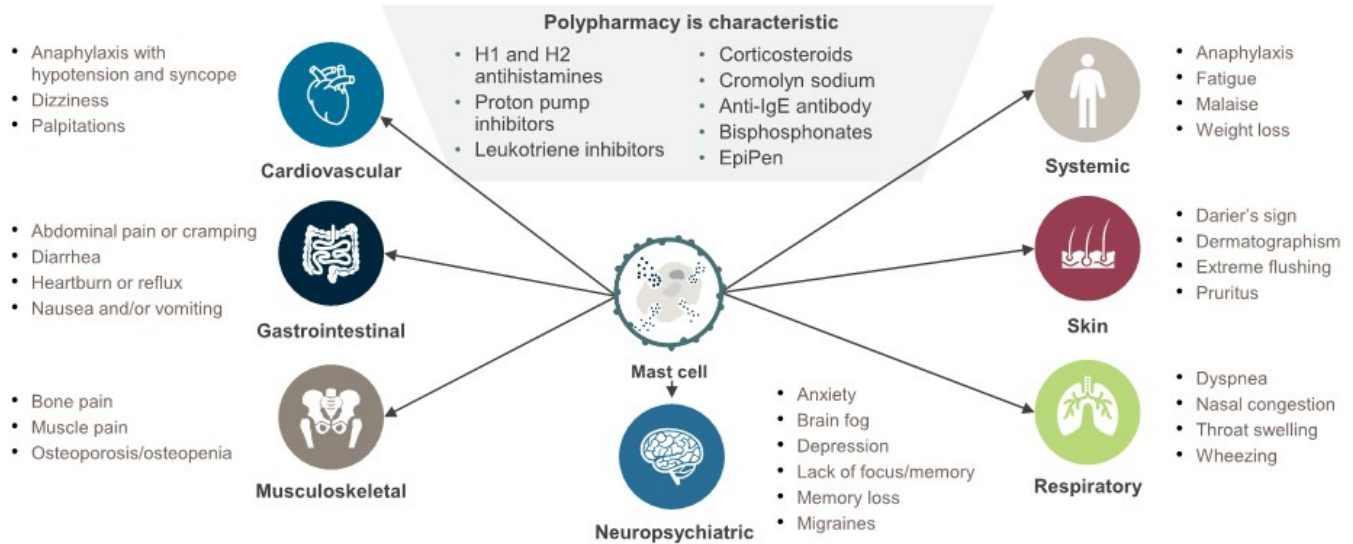 Polypharmacy is characteristic
• H1 and H2
antihistamines
• Proton pump
inhibitors
• Leukotriene inhibitors
• Corticosteroids
• Cromolyn sodium
• Anti-IgE antibody
• Bisphosphonates
• EpiPen
• Anaphylaxis with
hypotension and syncope
• Dizziness
• Palpitations
Cardiovascular
• Abdominal pain or cramping
• Diarrhea
• Heartburn or reflux
• Nausea and/or vomiting
Gastrointestinal
• Bone pain
• Muscle pain
• Osteoporosis/osteopenia
Musculoskeletal
Mast cell
Neuropsychiatric
• Anxiety
• Brain fog
• Depression
• Lack of focus/memory
• Memory loss
• Migraines
Systemic
• Anaphylaxis
• Fatigue
• Malaise
• Weight loss
Skin
• Darier's sign
• Dermatographism
• Extreme flushing
• Pruritus
Respiratory
• Dyspnea
• Nasal congestion
• Throat swelling
• Wheezing